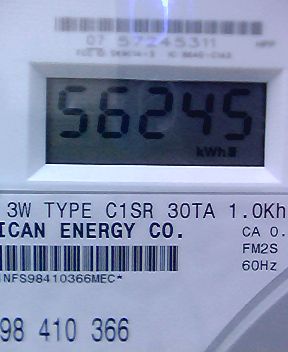 07 57245311
56245
kWh
3W TYPE C1SR 30TA 1.0Kh
ICAN ENERGY CO.
CA 0.
FM2S
60Hz
NFS98410366MEC*
98 410 366